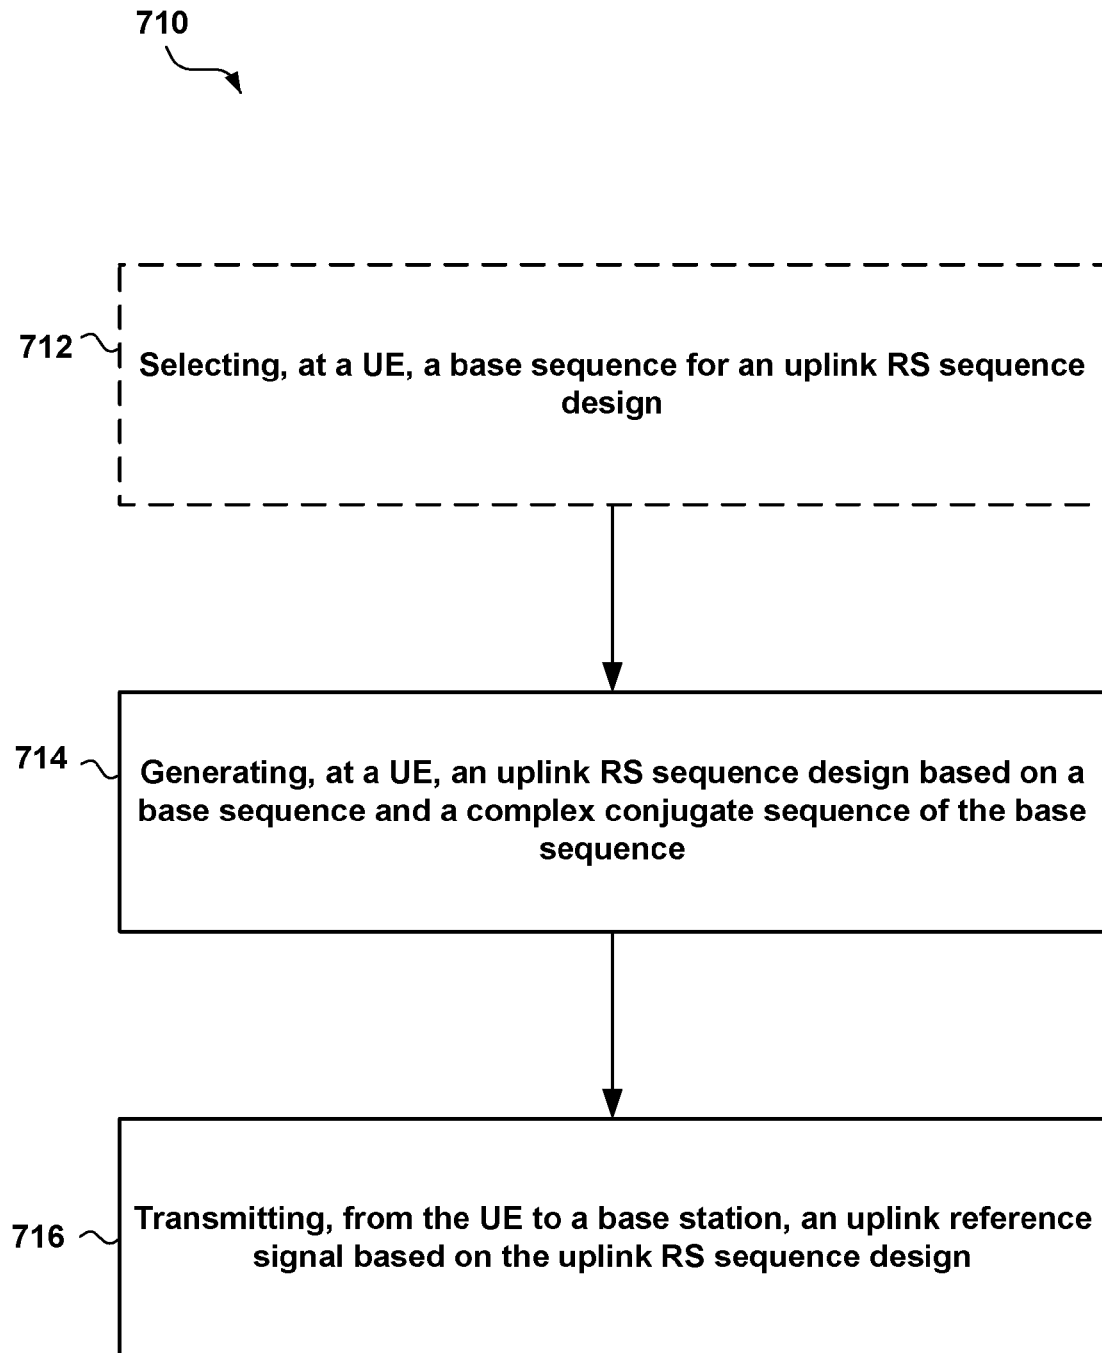 710
712
Selecting, at a UE, a base sequence for an uplink RS sequence
design
714
Generating, at a UE, an uplink RS sequence design based on a
base sequence and a complex conjugate sequence of the base
sequence
716
Transmitting, from the UE to a base station, an uplink reference
signal based on the uplink RS sequence design